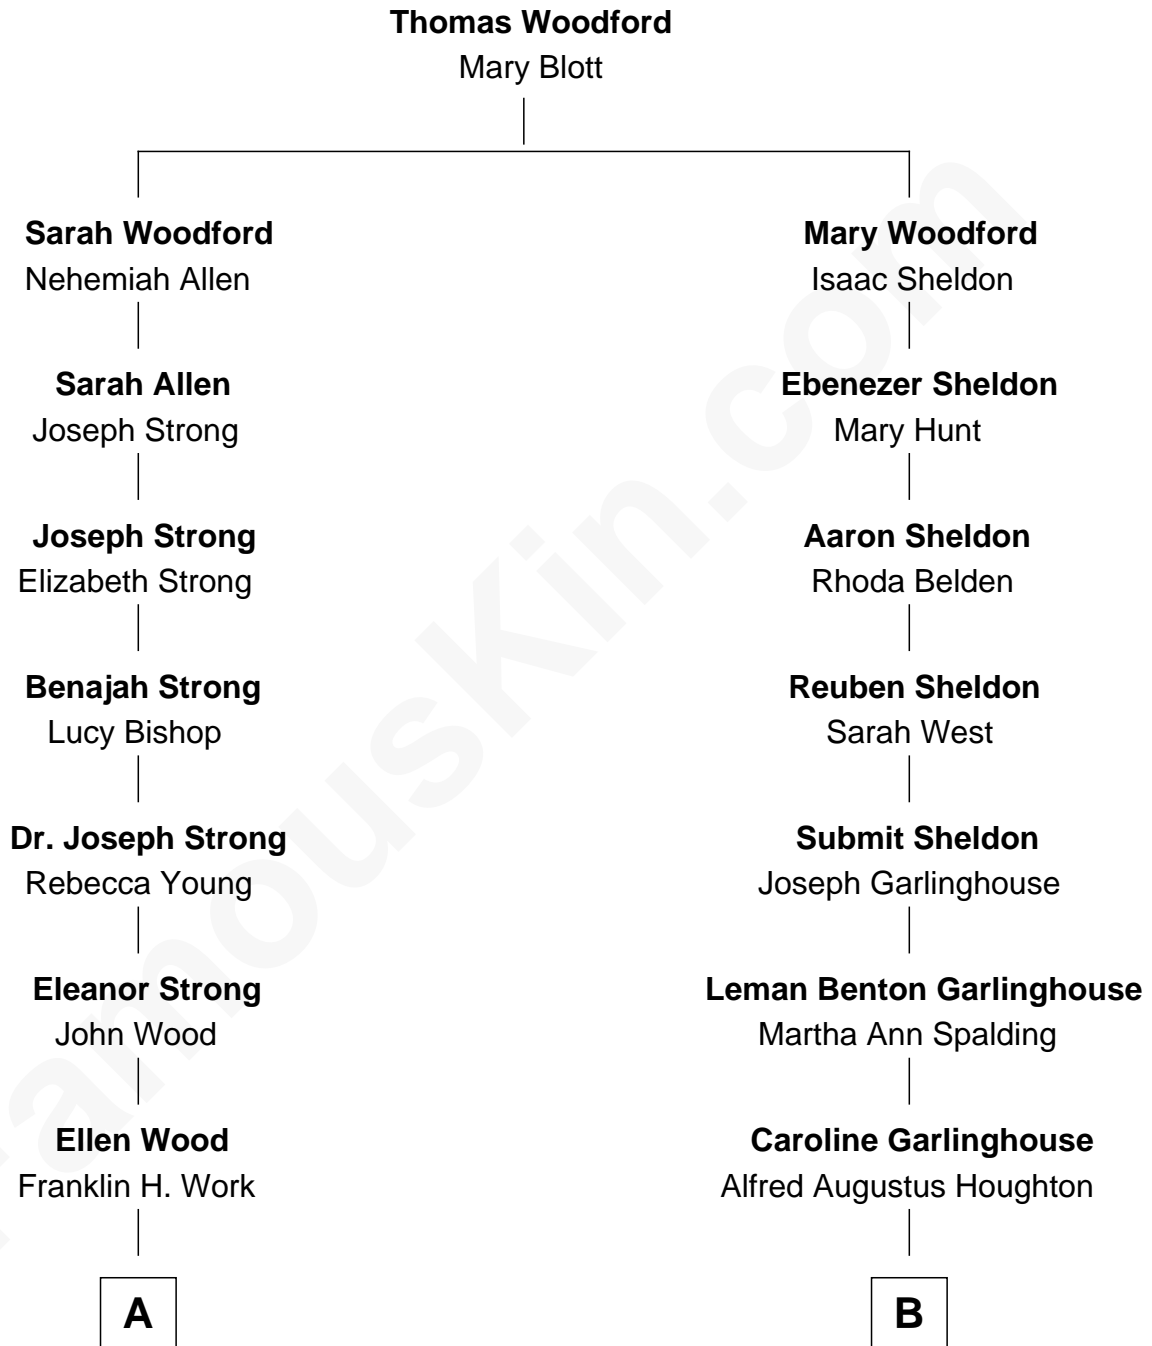 Thomas Woodford
Mary Blott
Sarah Woodford
Nehemiah Allen
Mary Woodford
Isaac Sheldon
Sarah Allen
Joseph Strong
Ebenezer Sheldon
Mary Hunt
Joseph Strong
Elizabeth Strong
Aaron Sheldon
Rhoda Belden
Benajah Strong
Lucy Bishop
Reuben Sheldon
Sarah West
Dr. Joseph Strong
Rebecca Young
Submit Sheldon
Joseph Garlinghouse
Eleanor Strong
John Wood
Leman Benton Garlinghouse
Martha Ann Spalding
Ellen Wood
Franklin H. Work
Caroline Garlinghouse
Alfred Augustus Houghton
A
B
FamousKin.com